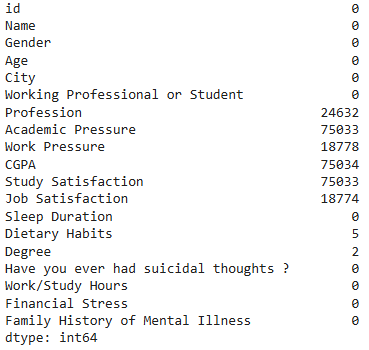 id 0
Name 0
Gender 0
Age 0
City 0
Working Professional or Student 0
Profession 24632
Academic Pressure 75033
Work Pressure 18778
CGPA 75034
Study Satisfaction 75033
Job Satisfaction 18774
Sleep Duration 0
Dietary Habits 5
Degree 2
Have you ever had suicidal thoughts ? 0
Work/Study Hours 0
Financial Stress 0
Family History of Mental Illness 0
dtype: int64